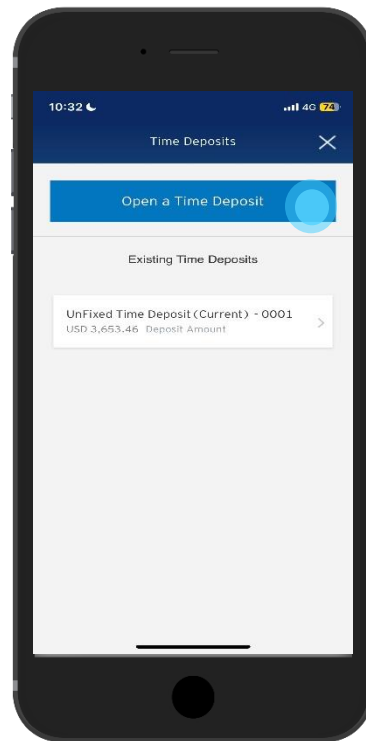 10:32
4G 74
Time Deposits
Open a Time Deposit
Existing Time Deposits
UnFixed Time Deposit (Current) - 0001
USD 3,653.46 Deposit Amount